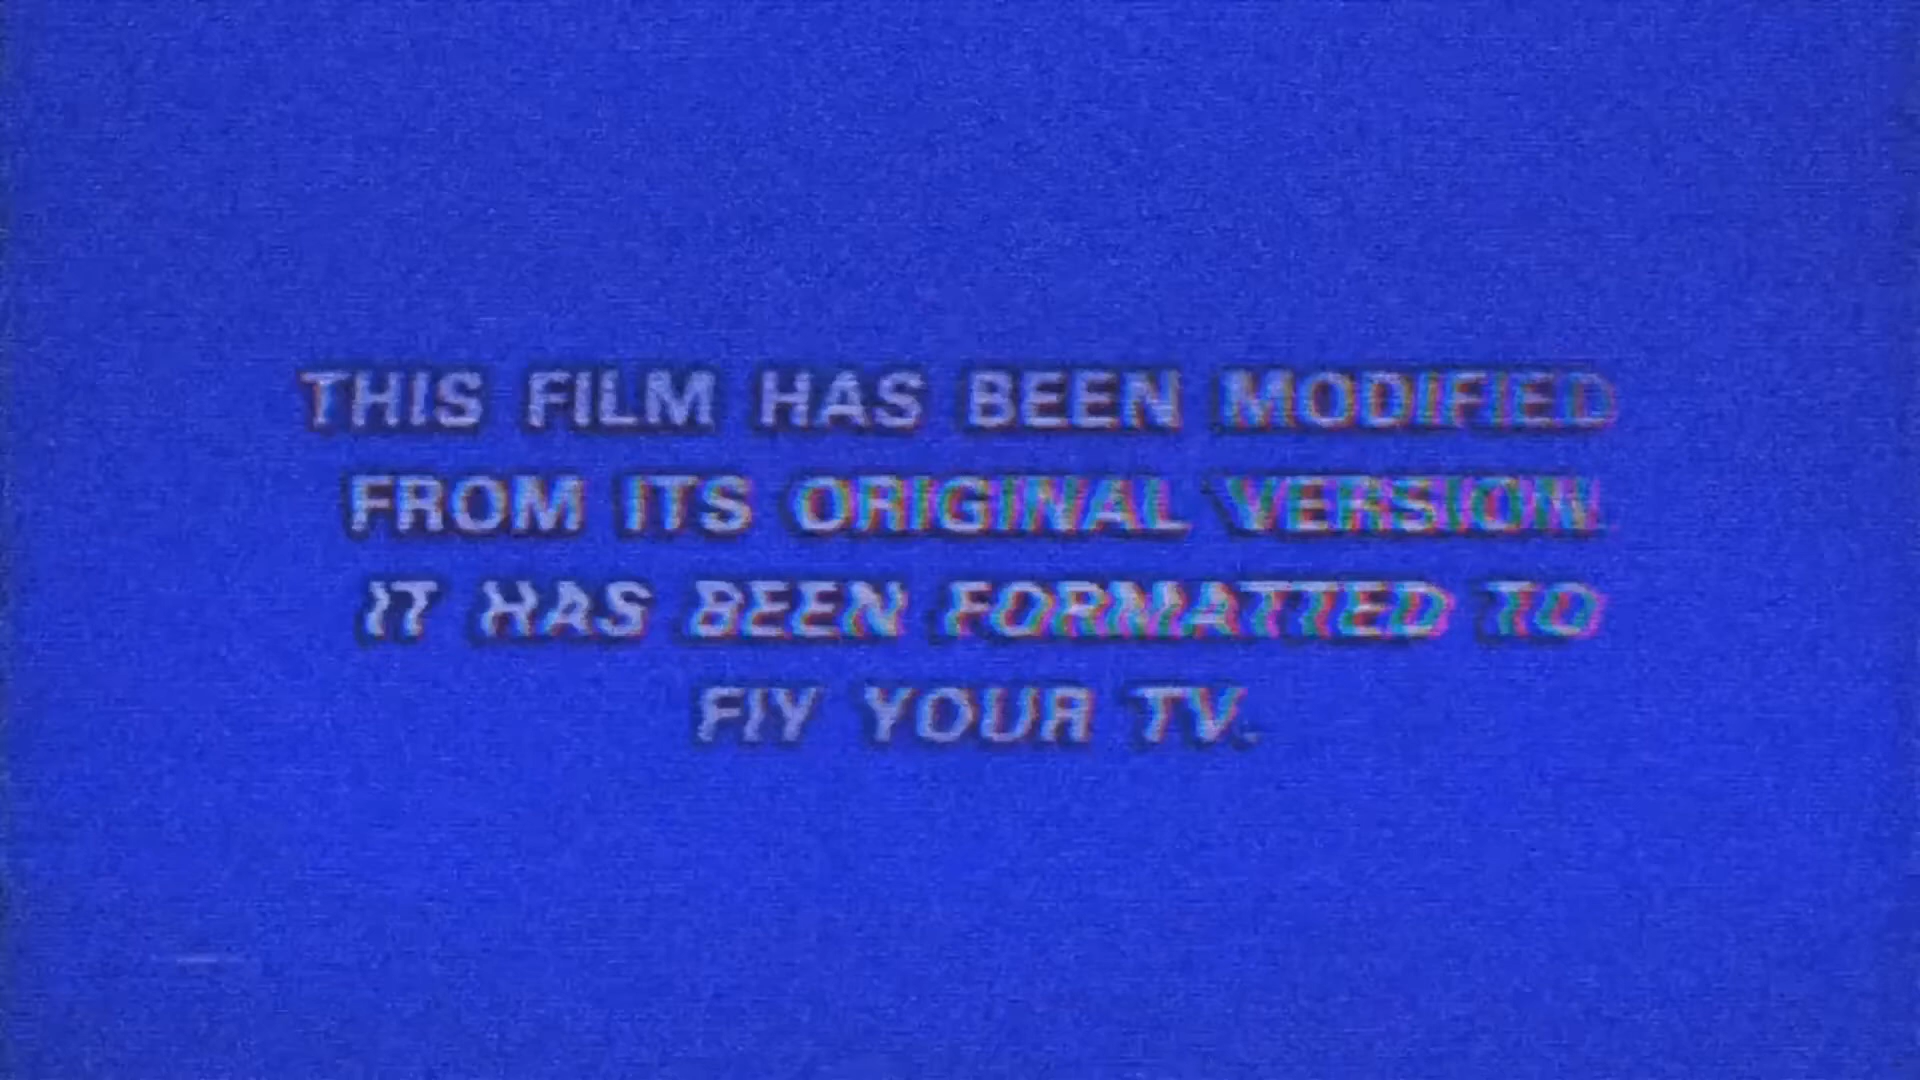 THIS FILM HAS BEEN MODIFIED
FROM ITS ORIGINAL VERSION.
IT HAS BEEN FORMATTED TO
FIY YOUR TV.